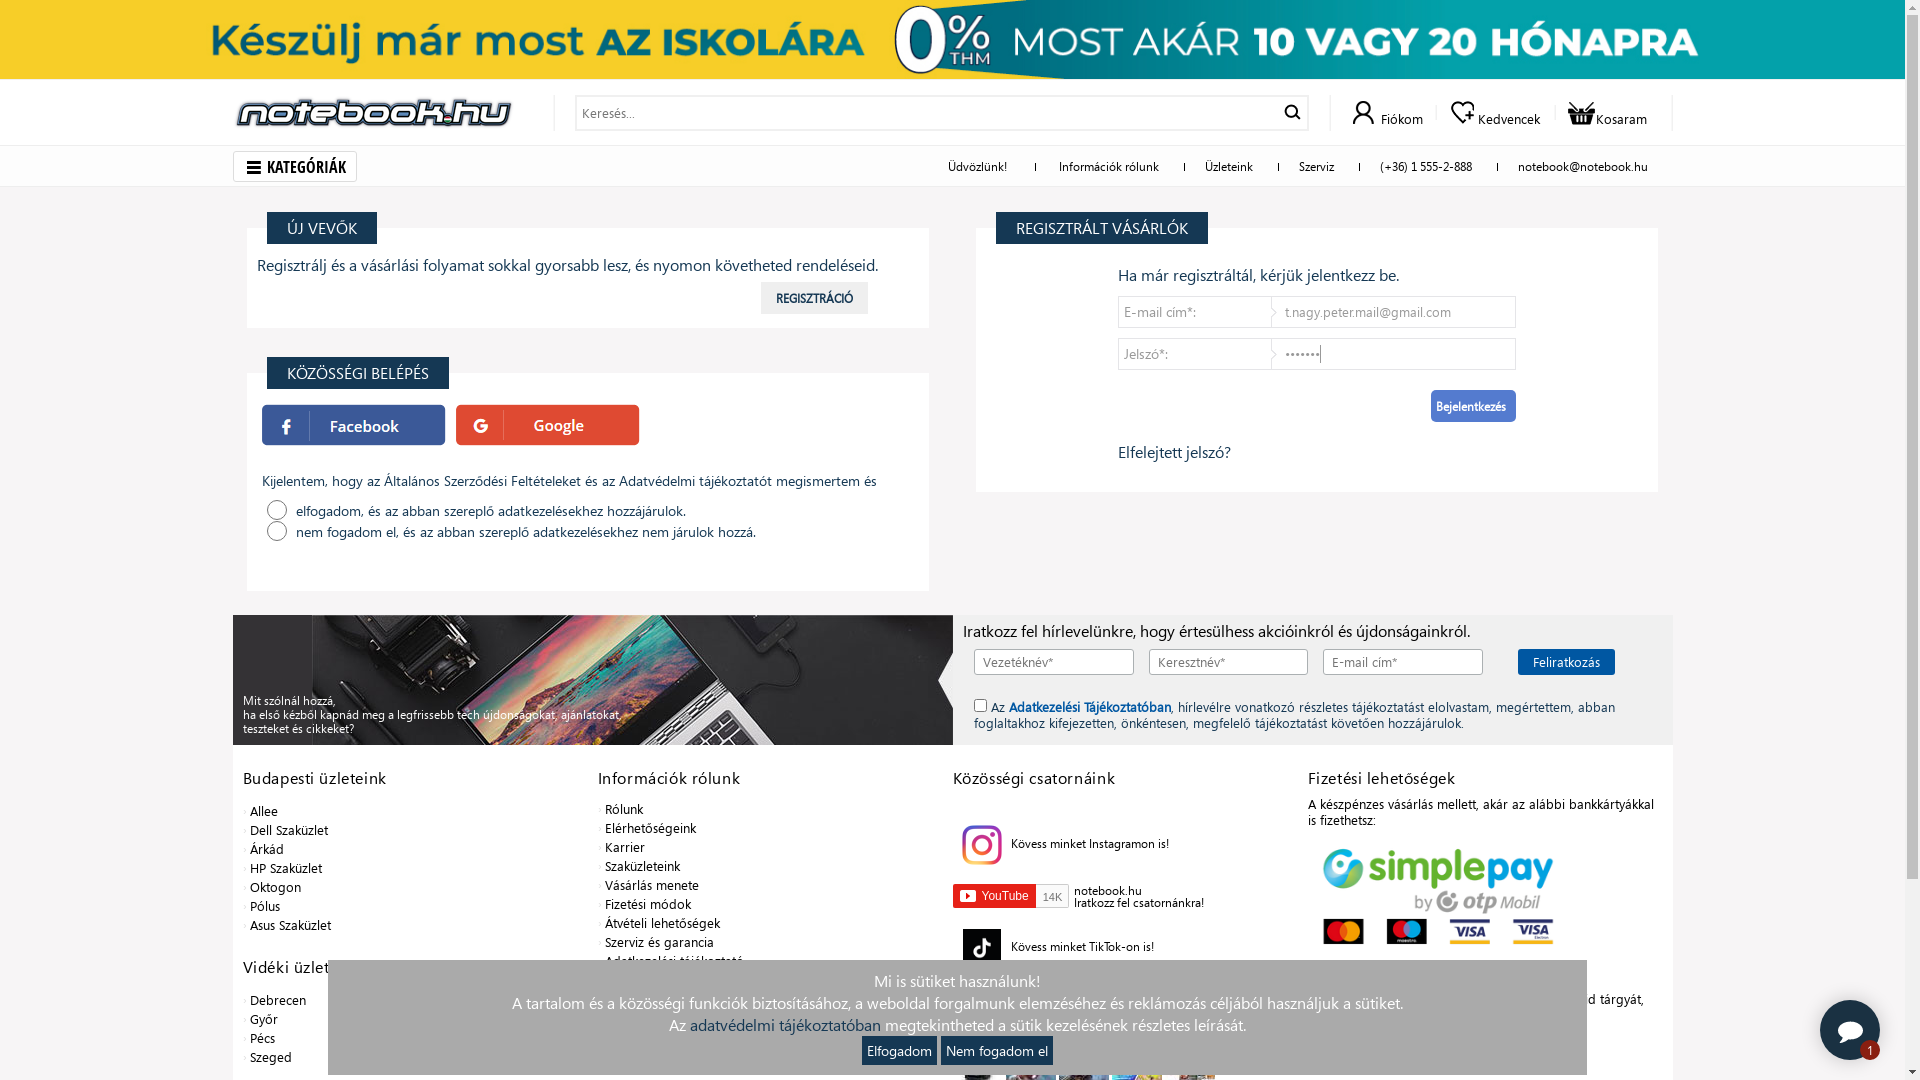 Készülj már most AZ ISKOLÁRA 0% THM MOST AKÁR 10 VAGY 20 HÓNAPRA
notebook.hu
Keresés...
Fiókom
Kedvencek
Kosaram
KATEGÓRIÁK
Üdvözlünk!
Információk rólunk
Üzleteink
Szerviz
(+36) 1 555-2-888
notebook@notebook.hu
ÚJ VEVŐK
Regisztrálj és a vásárlási folyamat sokkal gyorsabb lesz, és nyomon követheted rendeléseid.
REGISZTRÁCIÓ
KÖZÖSSÉGI BELÉPÉS
Facebook
Google
Kijelentem, hogy az Általános Szerződési Feltételeket és az Adatvédelmi tájékoztatót megismertem és
elfogadom, és az abban szereplő adatkezelésekhez hozzájárulok.
nem fogadom el, és az abban szereplő adatkezelésekhez nem járulok hozzá.
REGISZTRÁLT VÁSÁRLÓK
Ha már regisztráltál, kérjük jelentkezz be.
E-mail cím*:
t.nagy.peter.mail@gmail.com
Jelszó*:
•••••••
Bejelentkezés
Elfelejtett jelszó?
Mit szólnál hozzá,
ha első kézből kapnád meg a legfrissebb tech újdonságokat, ajánlatokat,
teszteket és cikkeket?
Iratkozz fel hírlevelünkre, hogy értesülhess akcióinkról és újdonságainkról.
Vezetéknév*
Keresztnév*
E-mail cím*
Feliratkozás
Az Adatkezelési Tájékoztatóban, hírlevélre vonatkozó részletes tájékoztatást elolvastam, megértettem, abban
foglaltakhoz kifejezetten, önkéntesen, megfelelő tájékoztatást követően hozzájárulok.
Budapesti üzleteink
Allee
Dell Szaküzlet
Árkád
HP Szaküzlet
Oktogon
Pólus
Asus Szaküzlet
Vidéki üzlet
Debrecen
Győr
Pécs
Szeged
Információk rólunk
Rólunk
Elérhetőségeink
Karrier
Szaküzleteink
Vásárlás menete
Fizetési módok
Átvételi lehetőségek
Szerviz és garancia
Adatkezelési tájékoztató
Közösségi csatornáink
Kövess minket Instagramon is!
YouTube
14K
notebook.hu
Iratkozz fel csatornánkra!
Kövess minket TikTok-on is!
Fizetési lehetőségek
A készpénzes vásárlás mellett, akár az alábbi bankkártyákkal
is fizethetsz:
simplepay
by otp Mobil
maestro
VISA
VISA
Electron
d tárgyát,
Mi is sütiket használunk!
A tartalom és a közösségi funkciók biztosításához, a weboldal forgalmunk elemzéséhez és reklámozás céljából használjuk a sütiket.
Az adatvédelmi tájékoztatóban megtekintheted a sütik kezelésének részletes leírását.
Elfogadom
Nem fogadom el
1